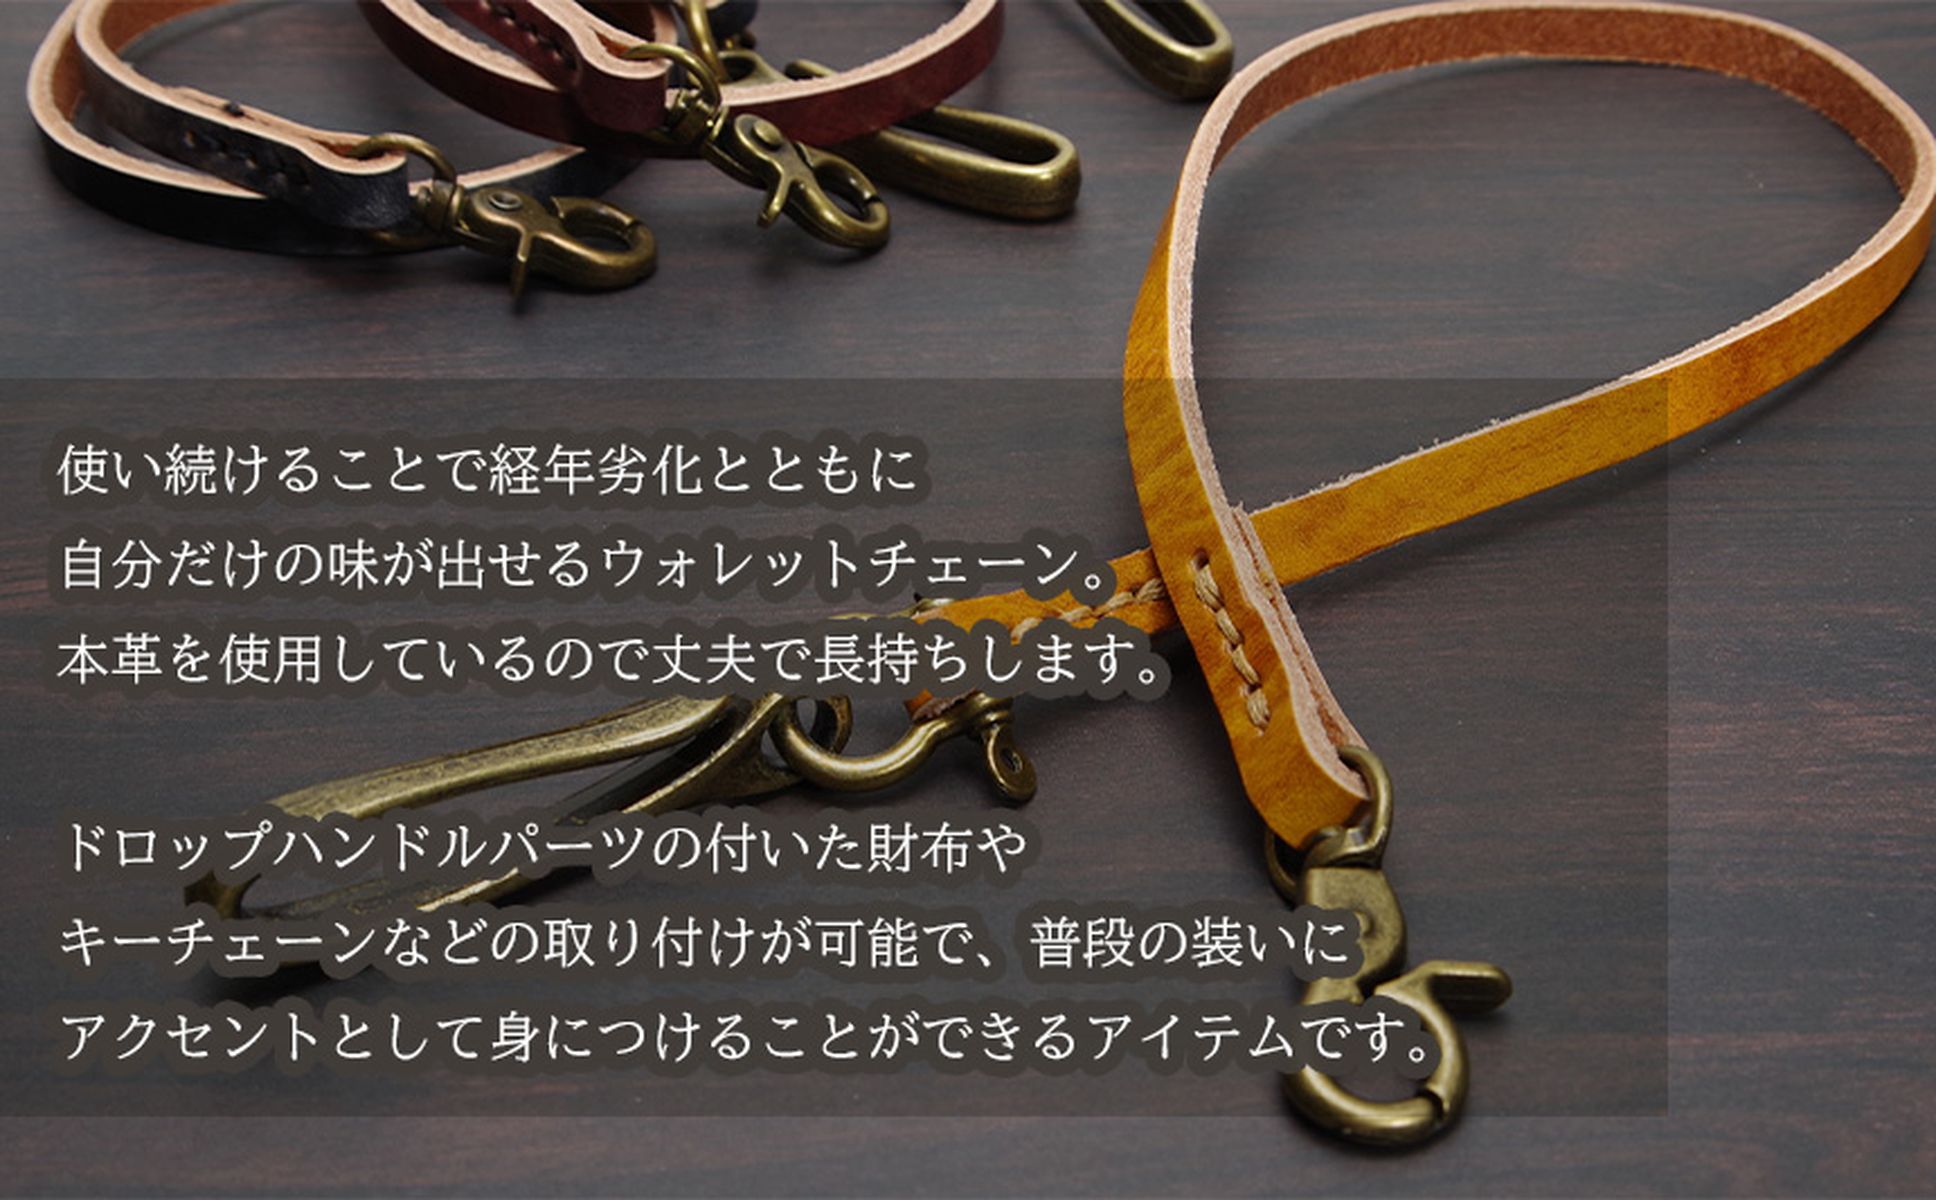 使い続けることで経年劣化とともに
自分だけの味が出せるウォレットチェーン。
本革を使用しているので丈夫で長持ちします。
ドロップハンドルパーツの付いた財布や
キーチェーンなどの取り付けが可能で、普段の装いに
アクセントとして身につけることができるアイテムです。